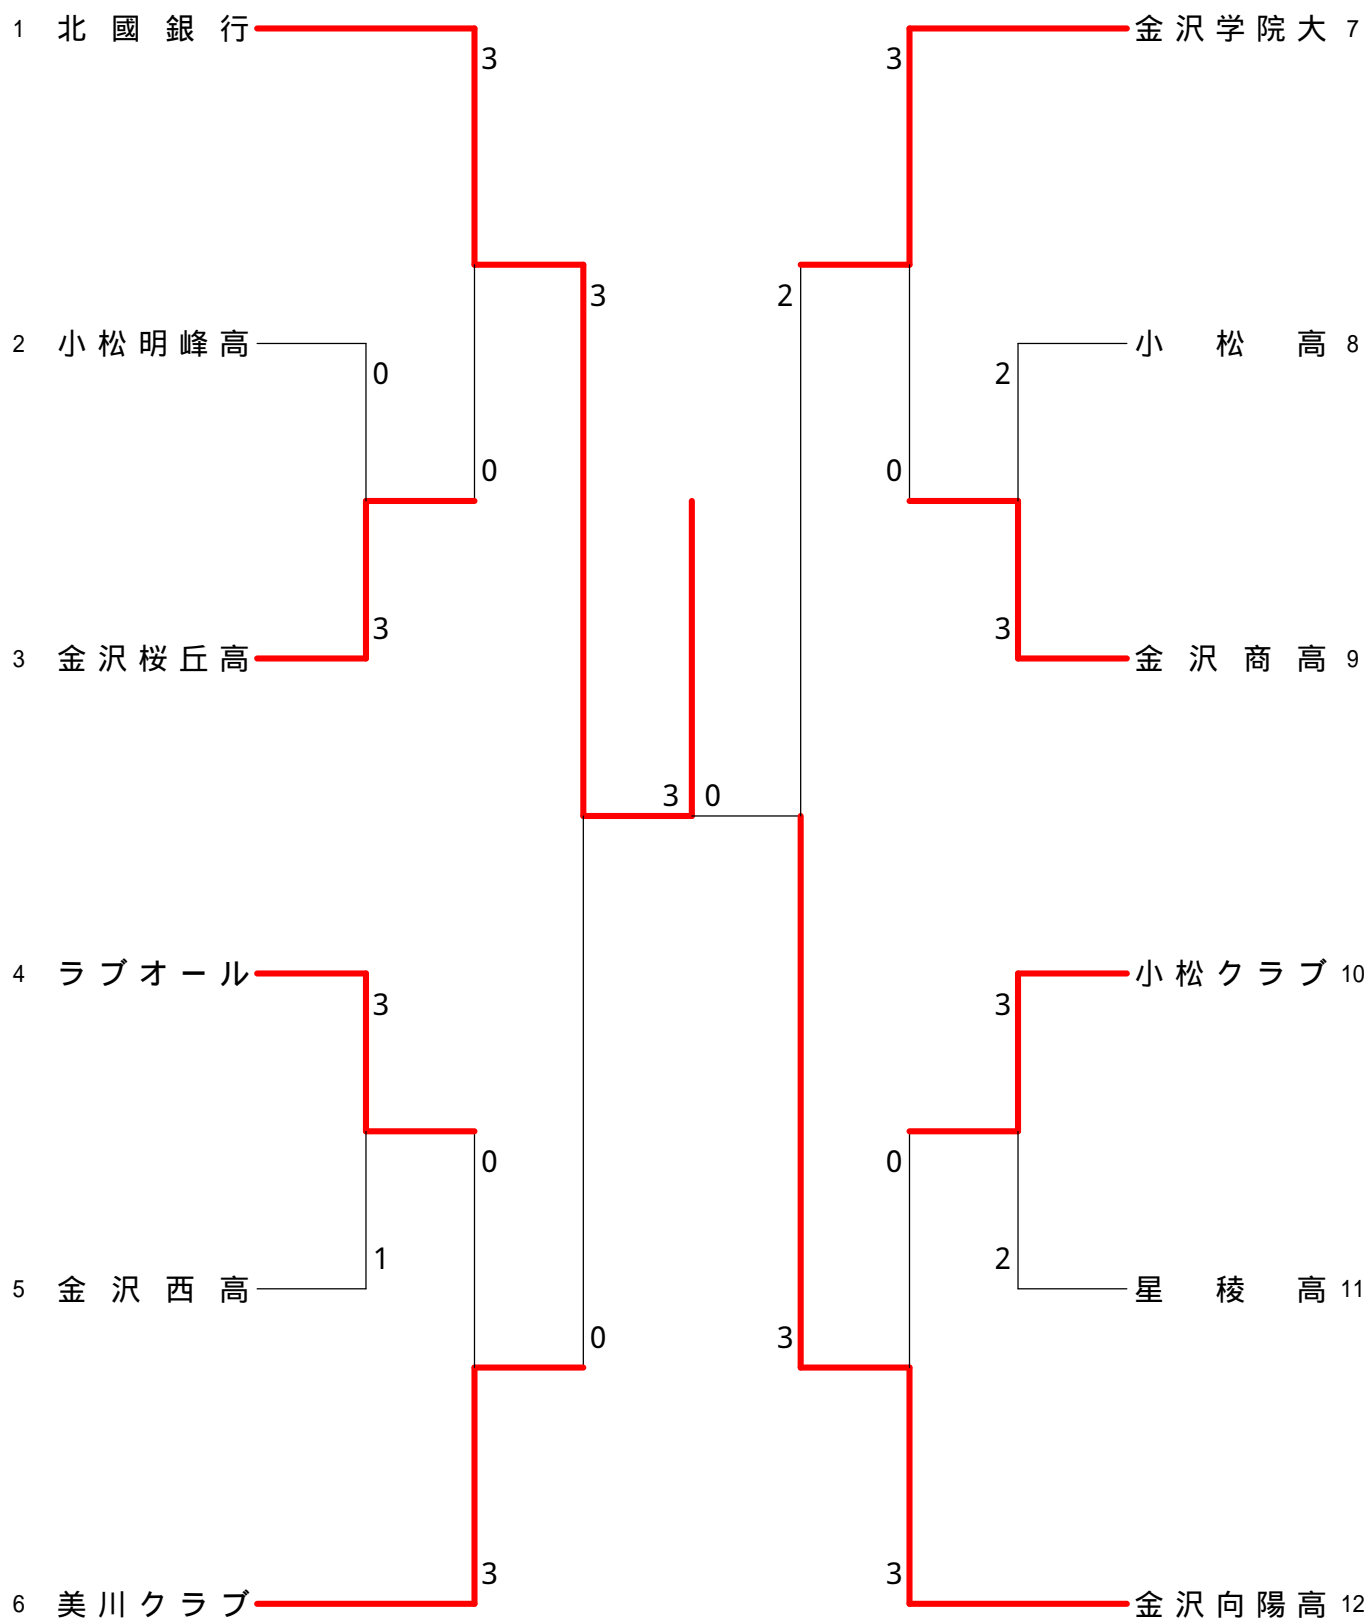 1 北國銀行 3
3 金沢学院大 7
3
2
2 小松明峰高 0
2 小松高 8
0
0
3 金沢桜丘高 3
3 金沢商高 9
3 0
4 ラブオール 3
3 小松クラブ 10
0
0
5 金沢西高 1
2 星稜高 11
0
3
6 美川クラブ 3
3 金沢向陽高 12